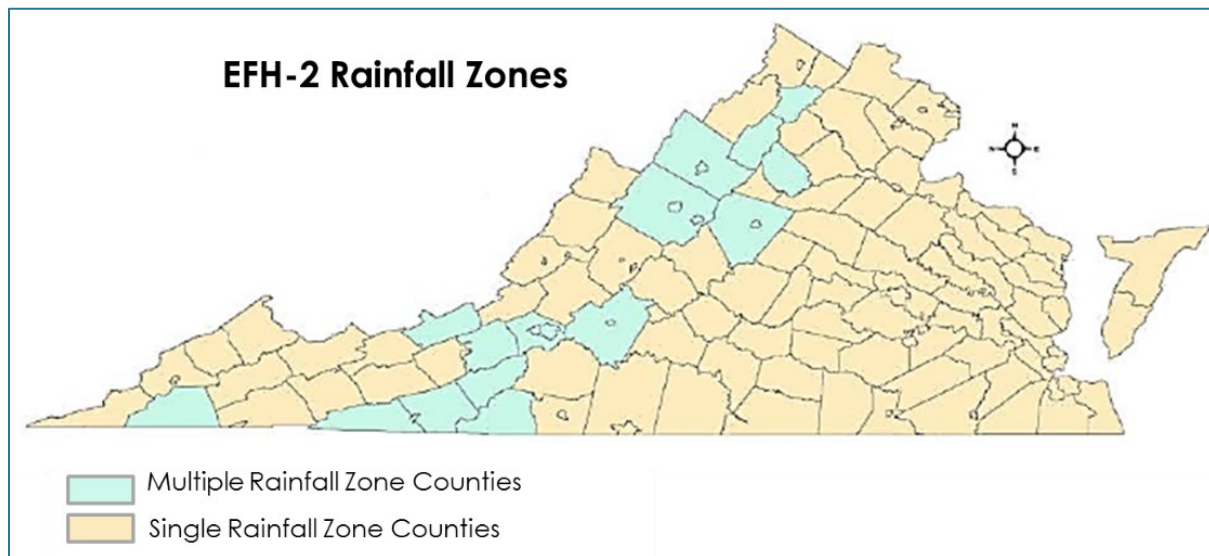 EFH-2 Rainfall Zones
N
E
S
Multiple Rainfall Zone Counties
Single Rainfall Zone Counties